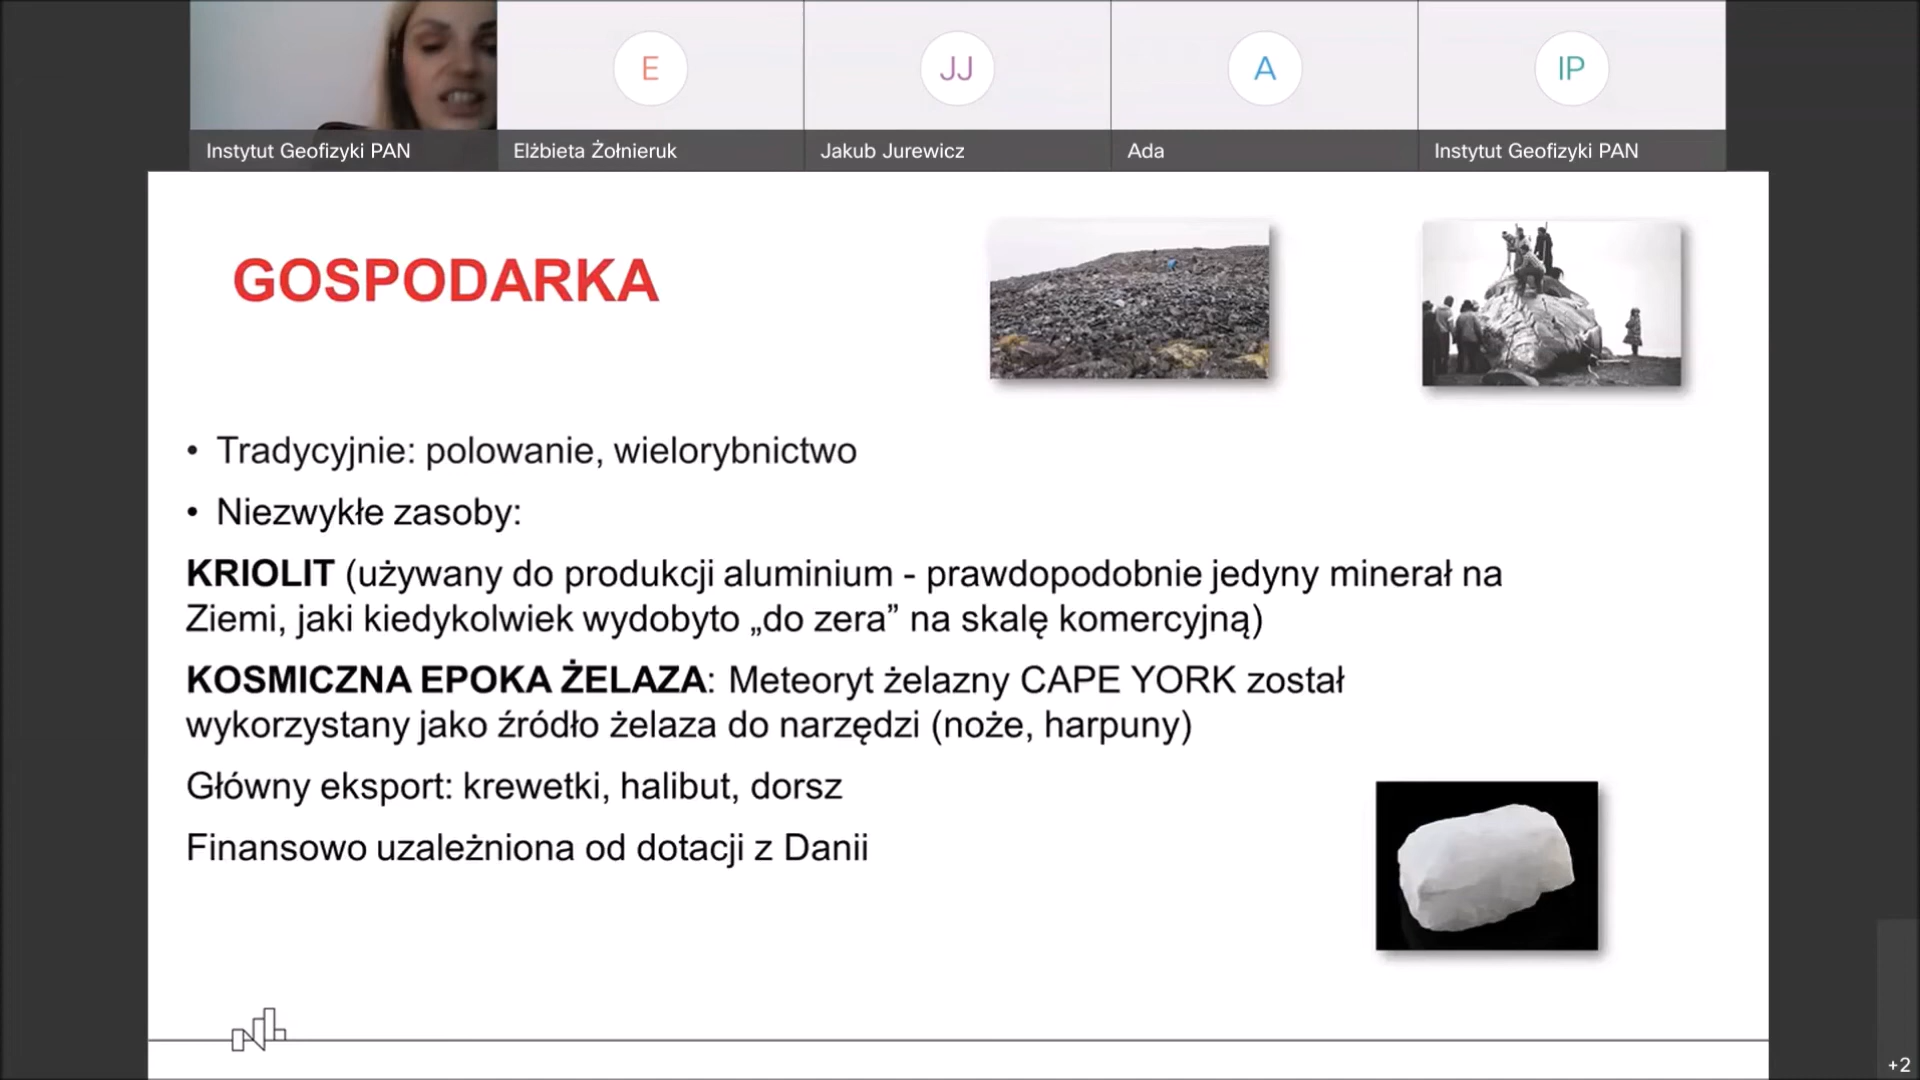 E
JJ
A
IP
Instytut Geofizyki PAN
Elżbieta Żołnieruk
Jakub Jurewicz
Ada
Instytut Geofizyki PAN
GOSPODARKA
• Tradycyjnie: polowanie, wielorybnictwo
• Niezwykłe zasoby:
KRIOLIT (używany do produkcji aluminium - prawdopodobnie jedyny minerał na
Ziemi, jaki kiedykolwiek wydobyto „do zera” na skalę komercyjną)
KOSMICZNA EPOKA ŻELAZA: Meteoryt żelazny CAPE YORK został
wykorzystany jako źródło żelaza do narzędzi (noże, harpuny)
Główny eksport: krewetki, halibut, dorsz
Finansowo uzależniona od dotacji z Danii
+2